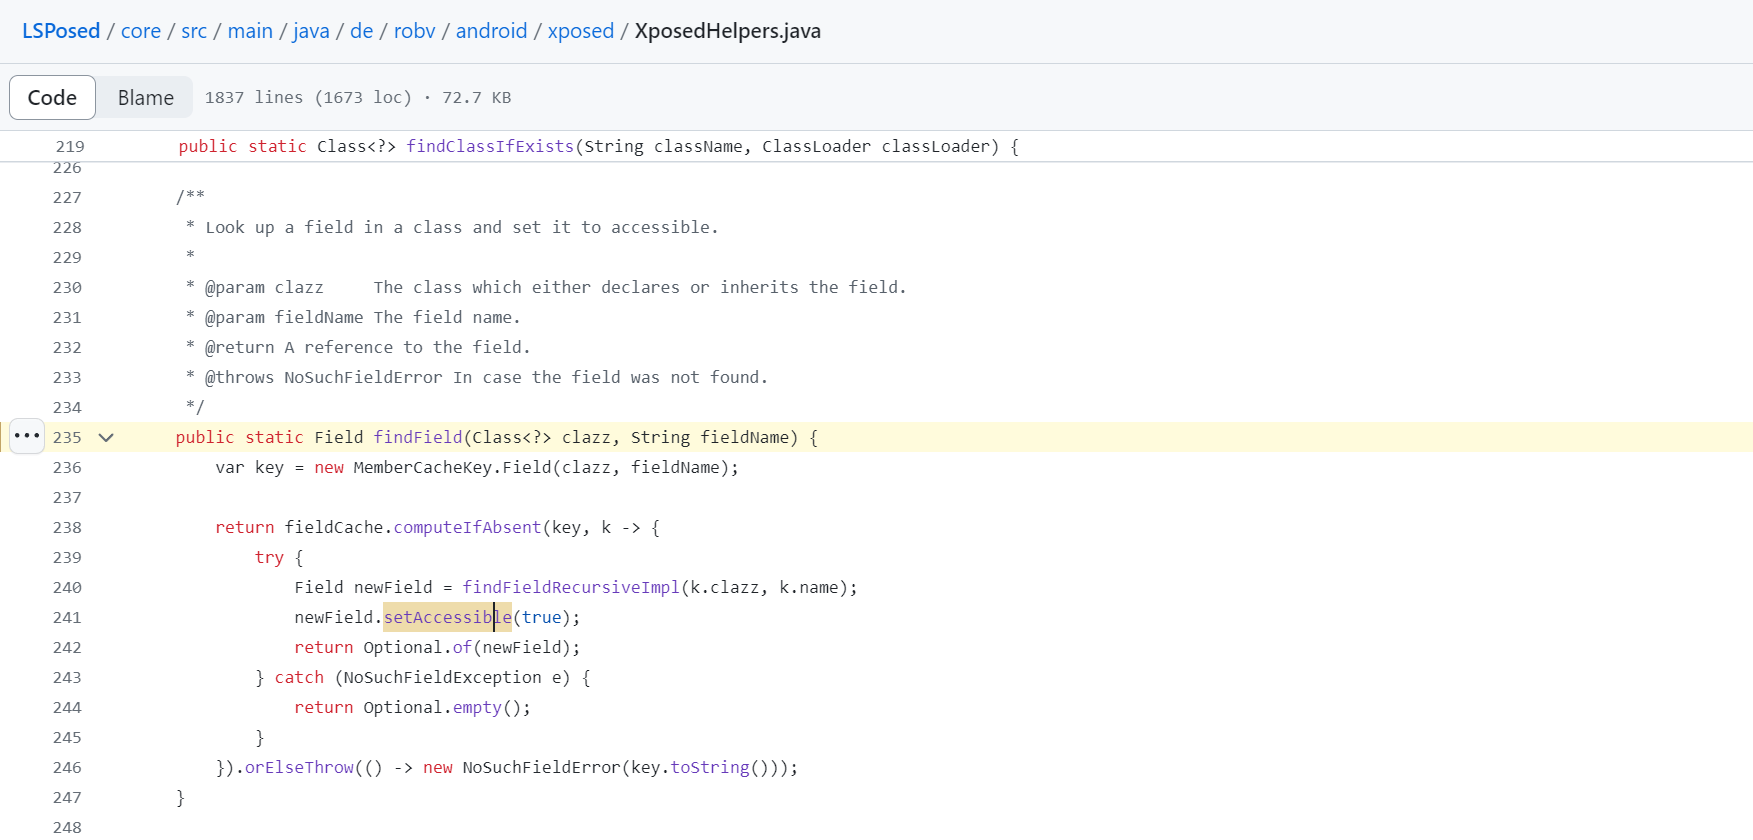 LSPosed / core / src / main / java / de / robv / android / xposed / XposedHelpers.java
Code Blame 1837 lines (1673 loc) · 72.7 KB
219 public static Class<?> findClassIfExists(String className, ClassLoader classLoader) {
226
227 /**
228 * Look up a field in a class and set it to accessible.
229 *
230 * @param clazz     The class which either declares or inherits the field.
231 * @param fieldName The field name.
232 * @return A reference to the field.
233 * @throws NoSuchFieldError In case the field was not found.
234 */
235 public static Field findField(Class<?> clazz, String fieldName) {
236 var key = new MemberCacheKey.Field(clazz, fieldName);
237
238 return fieldCache.computeIfAbsent(key, k -> {
239 try {
240 Field newField = findFieldRecursiveImpl(k.clazz, k.name);
241 newField.setAccessible(true);
242 return Optional.of(newField);
243 } catch (NoSuchFieldException e) {
244 return Optional.empty();
245 }
246 }).orElseThrow(() -> new NoSuchFieldError(key.toString()));
247 }
248